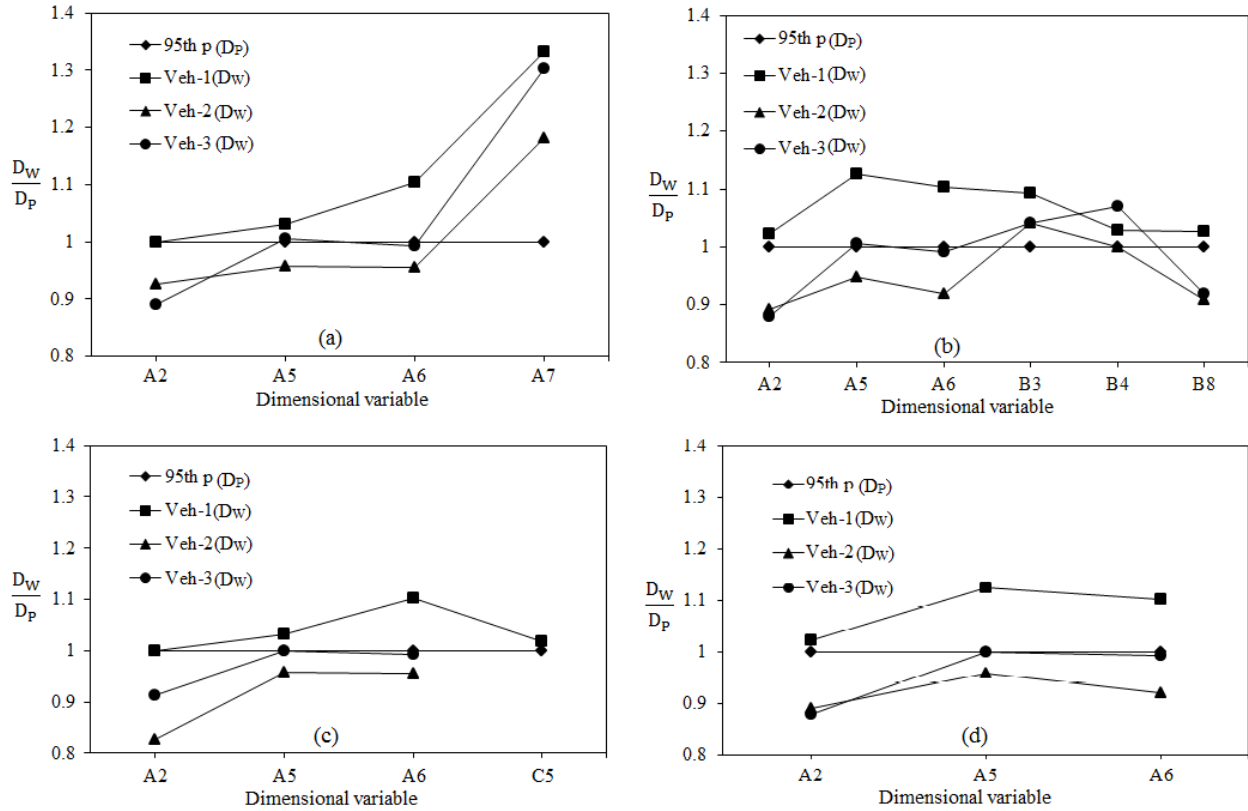 1.4
1.3
1.2
1.1
1
0.9
0.8
DW
DP
95th p (DP)
Veh-1(DW)
Veh-2(DW)
Veh-3(DW)
(a)
A2 A5 A6 A7
Dimensional variable
1.4
1.3
1.2
1.1
1
0.9
0.8
DW
DP
95th p (DP)
Veh-1(DW)
Veh-2(DW)
Veh-3(DW)
(b)
A2 A5 A6 B3 B4 B8
Dimensional variable
1.4
1.3
1.2
1.1
1
0.9
0.8
DW
DP
95th p (DP)
Veh-1(DW)
Veh-2(DW)
Veh-3(DW)
(c)
A2 A5 A6 C5
Dimensional variable
1.4
1.3
1.2
1.1
1
0.9
0.8
DW
DP
95th p (DP)
Veh-1(DW)
Veh-2(DW)
Veh-3(DW)
(d)
A2 A5 A6
Dimensional variable